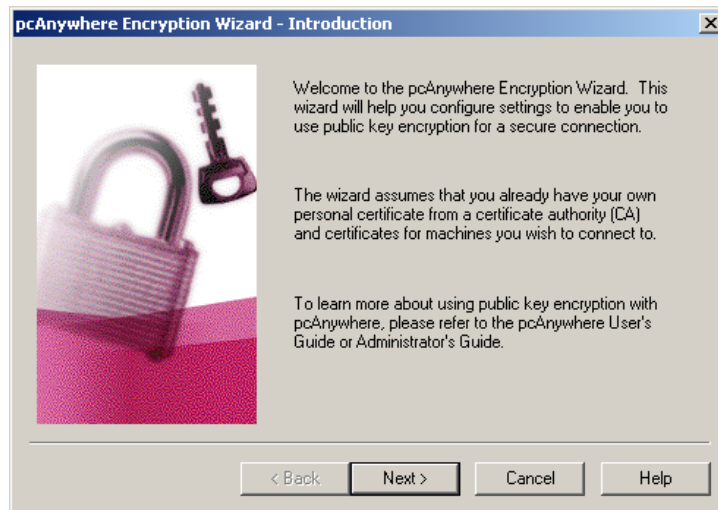 pcAnywhere Encryption Wizard - Introduction
Welcome to the pcAnywhere Encryption Wizard. This
wizard will help you configure settings to enable you to
use public key encryption for a secure connection.
The wizard assumes that you already have your own
personal certificate from a certificate authority (CA)
and certificates for machines you wish to connect to.
To learn more about using public key encryption with
pcAnywhere, please refer to the pcAnywhere User's
Guide or Administrator's Guide.
< Back Next > Cancel Help